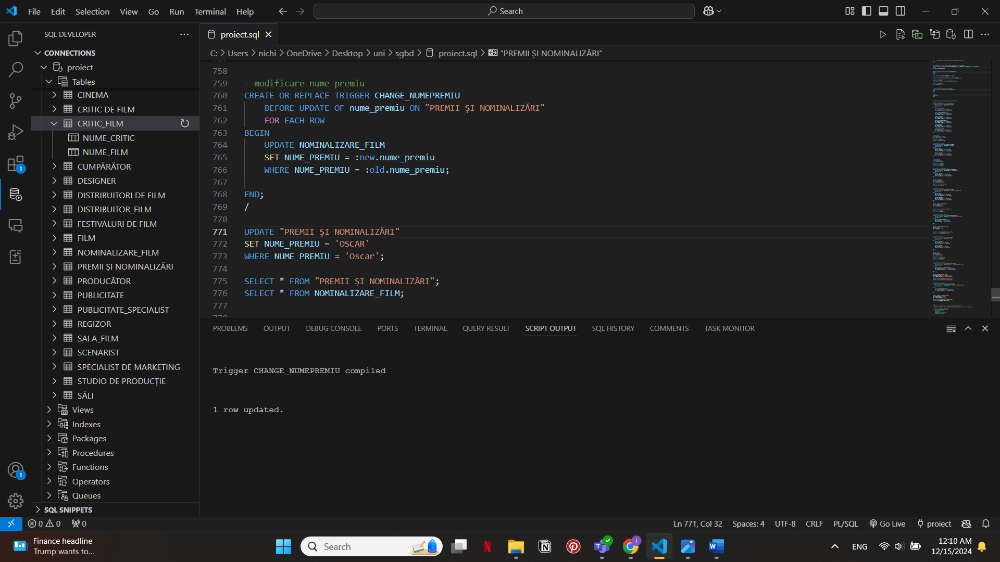 File Edit Selection View Go Run Terminal Help Search
SQL DEVELOPER
CONNECTIONS
proiect
Tables
CINEMA
CRITIC DE FILM
CRITIC_FILM
NUME_CRITIC
NUME_FILM
CUMPĂRĂTOR
DESIGNER
DISTRIBUITORI DE FILM
DISTRIBUITOR_FILM
FESTIVALURI DE FILM
FILM
NOMINALIZARE_FILM
PREMII ȘI NOMINALIZĂRI
PRODUCĂTOR
PUBLICITATE
PUBLICITATE_SPECIALIST
REGIZOR
SALA_FILM
SCENARIST
SPECIALIST DE MARKETING
STUDIO DE PRODUCȚIE
SĂLI
Views
Indexes
Packages
Procedures
Functions
Operators
Queues
SQL SNIPPETS
1
1
proiect.sql
C: > Users > nichi > OneDrive > Desktop > uni > sgbd > proiect.sql > "PREMII ȘI NOMINALIZĂRI"
758
759 --modificare nume premiu
760 CREATE OR REPLACE TRIGGER CHANGE_NUMEPREMIU
761 BEFORE UPDATE OF nume_premiu ON "PREMII ȘI NOMINALIZĂRI"
762 FOR EACH ROW
763 BEGIN
764 UPDATE NOMINALIZARE_FILM
765 SET NUME_PREMIU = :new.nume_premiu
766 WHERE NUME_PREMIU = :old.nume_premiu;
767
768 END;
769 /
770
771 UPDATE "PREMII ȘI NOMINALIZĂRI"
772 SET NUME_PREMIU = 'OSCAR'
773 WHERE NUME_PREMIU = 'Oscar';
774
775 SELECT * FROM "PREMII ȘI NOMINALIZĂRI";
776 SELECT * FROM NOMINALIZARE_FILM;
777
PROBLEMS OUTPUT DEBUG CONSOLE PORTS TERMINAL QUERY RESULT SCRIPT OUTPUT SQL HISTORY COMMENTS TASK MONITOR
Trigger CHANGE_NUMEPREMIU compiled
1 row updated.
0 0 0 Ln 771, Col 32 Spaces: 4 UTF-8 CRLF PL/SQL Go Live proiect
Finance headline
Trump wants to...
Search
ENG
12:10 AM
12/15/2024